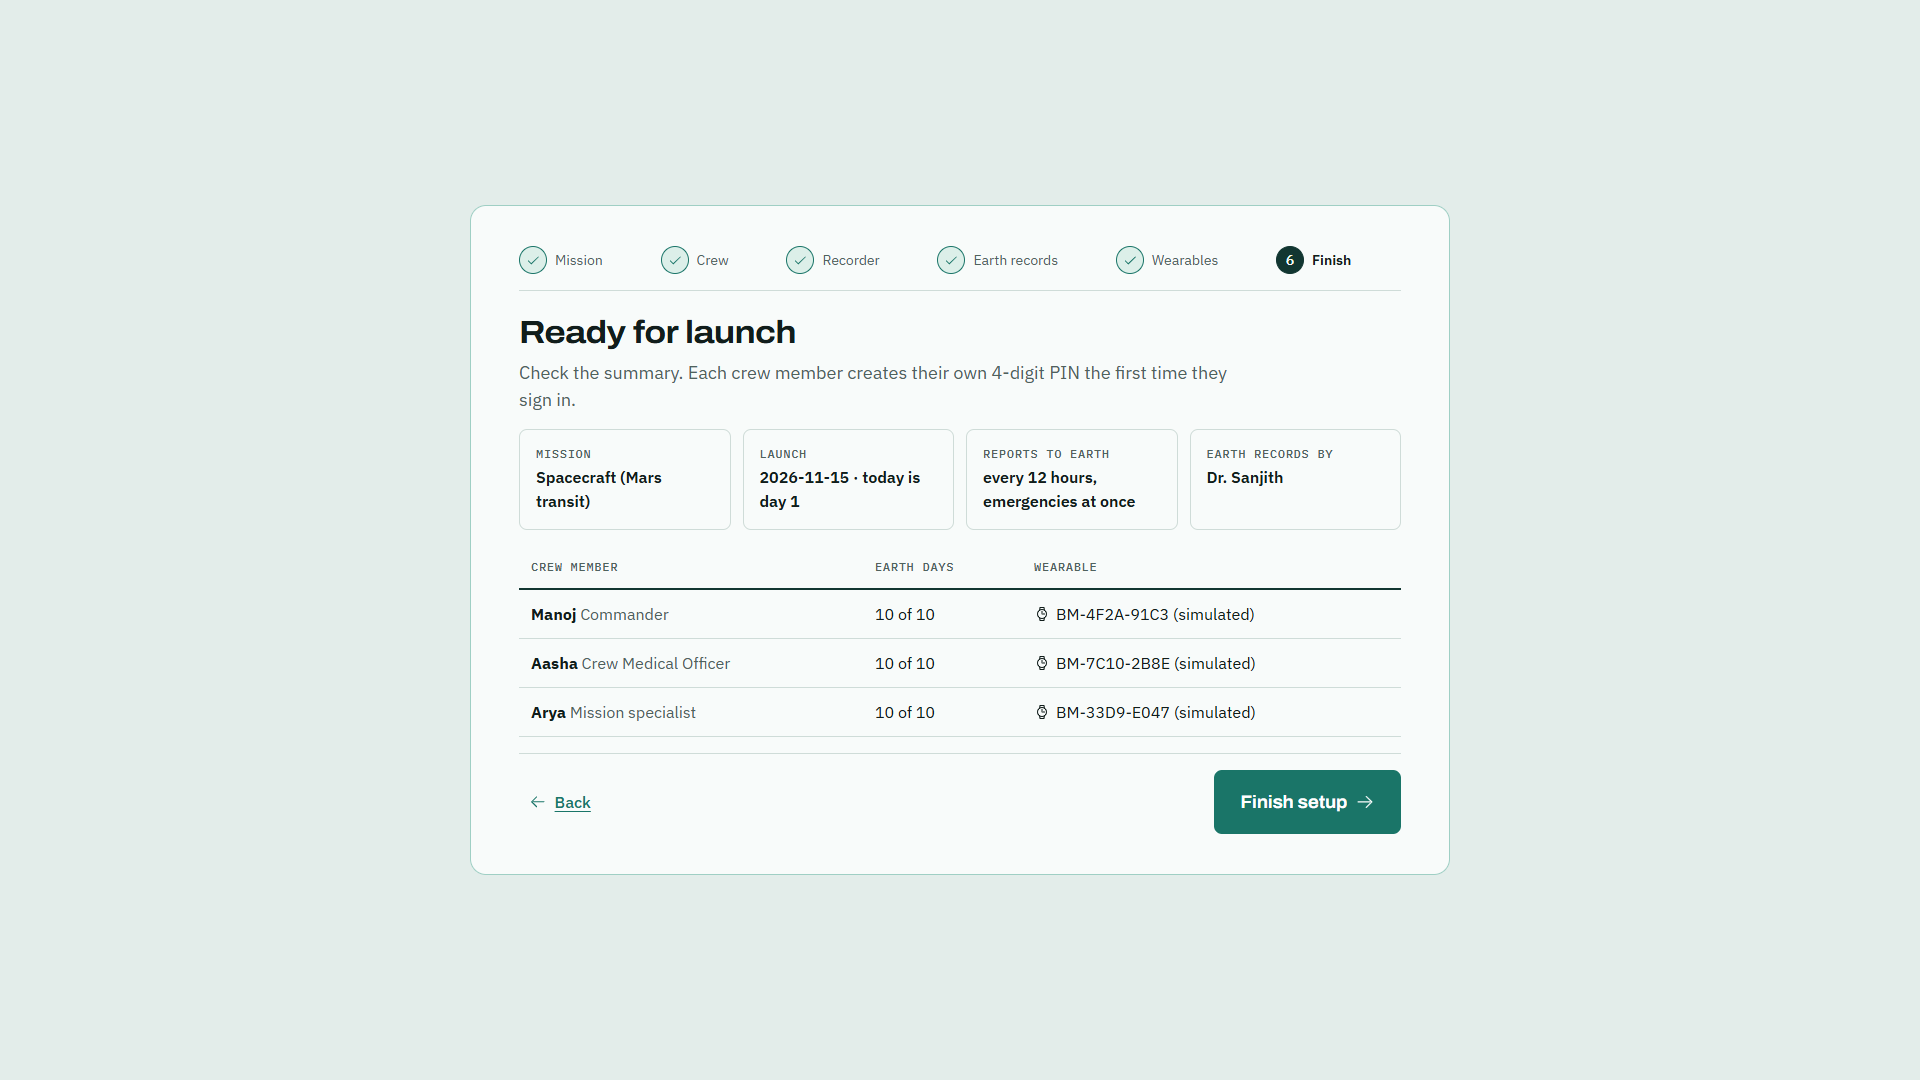 Mission Crew Recorder Earth records Wearables 6 Finish
Ready for launch
Check the summary. Each crew member creates their own 4-digit PIN the first time they
sign in.
MISSION
Spacecraft (Mars
transit)
LAUNCH
2026-11-15 · today is
day 1
REPORTS TO EARTH
every 12 hours,
emergencies at once
EARTH RECORDS BY
Dr. Sanjith
CREW MEMBER EARTH DAYS WEARABLE
Manoj Commander 10 of 10 BM-4F2A-91C3 (simulated)
Aasha Crew Medical Officer 10 of 10 BM-7C10-2B8E (simulated)
Arya Mission specialist 10 of 10 BM-33D9-E047 (simulated)
← Back Finish setup →